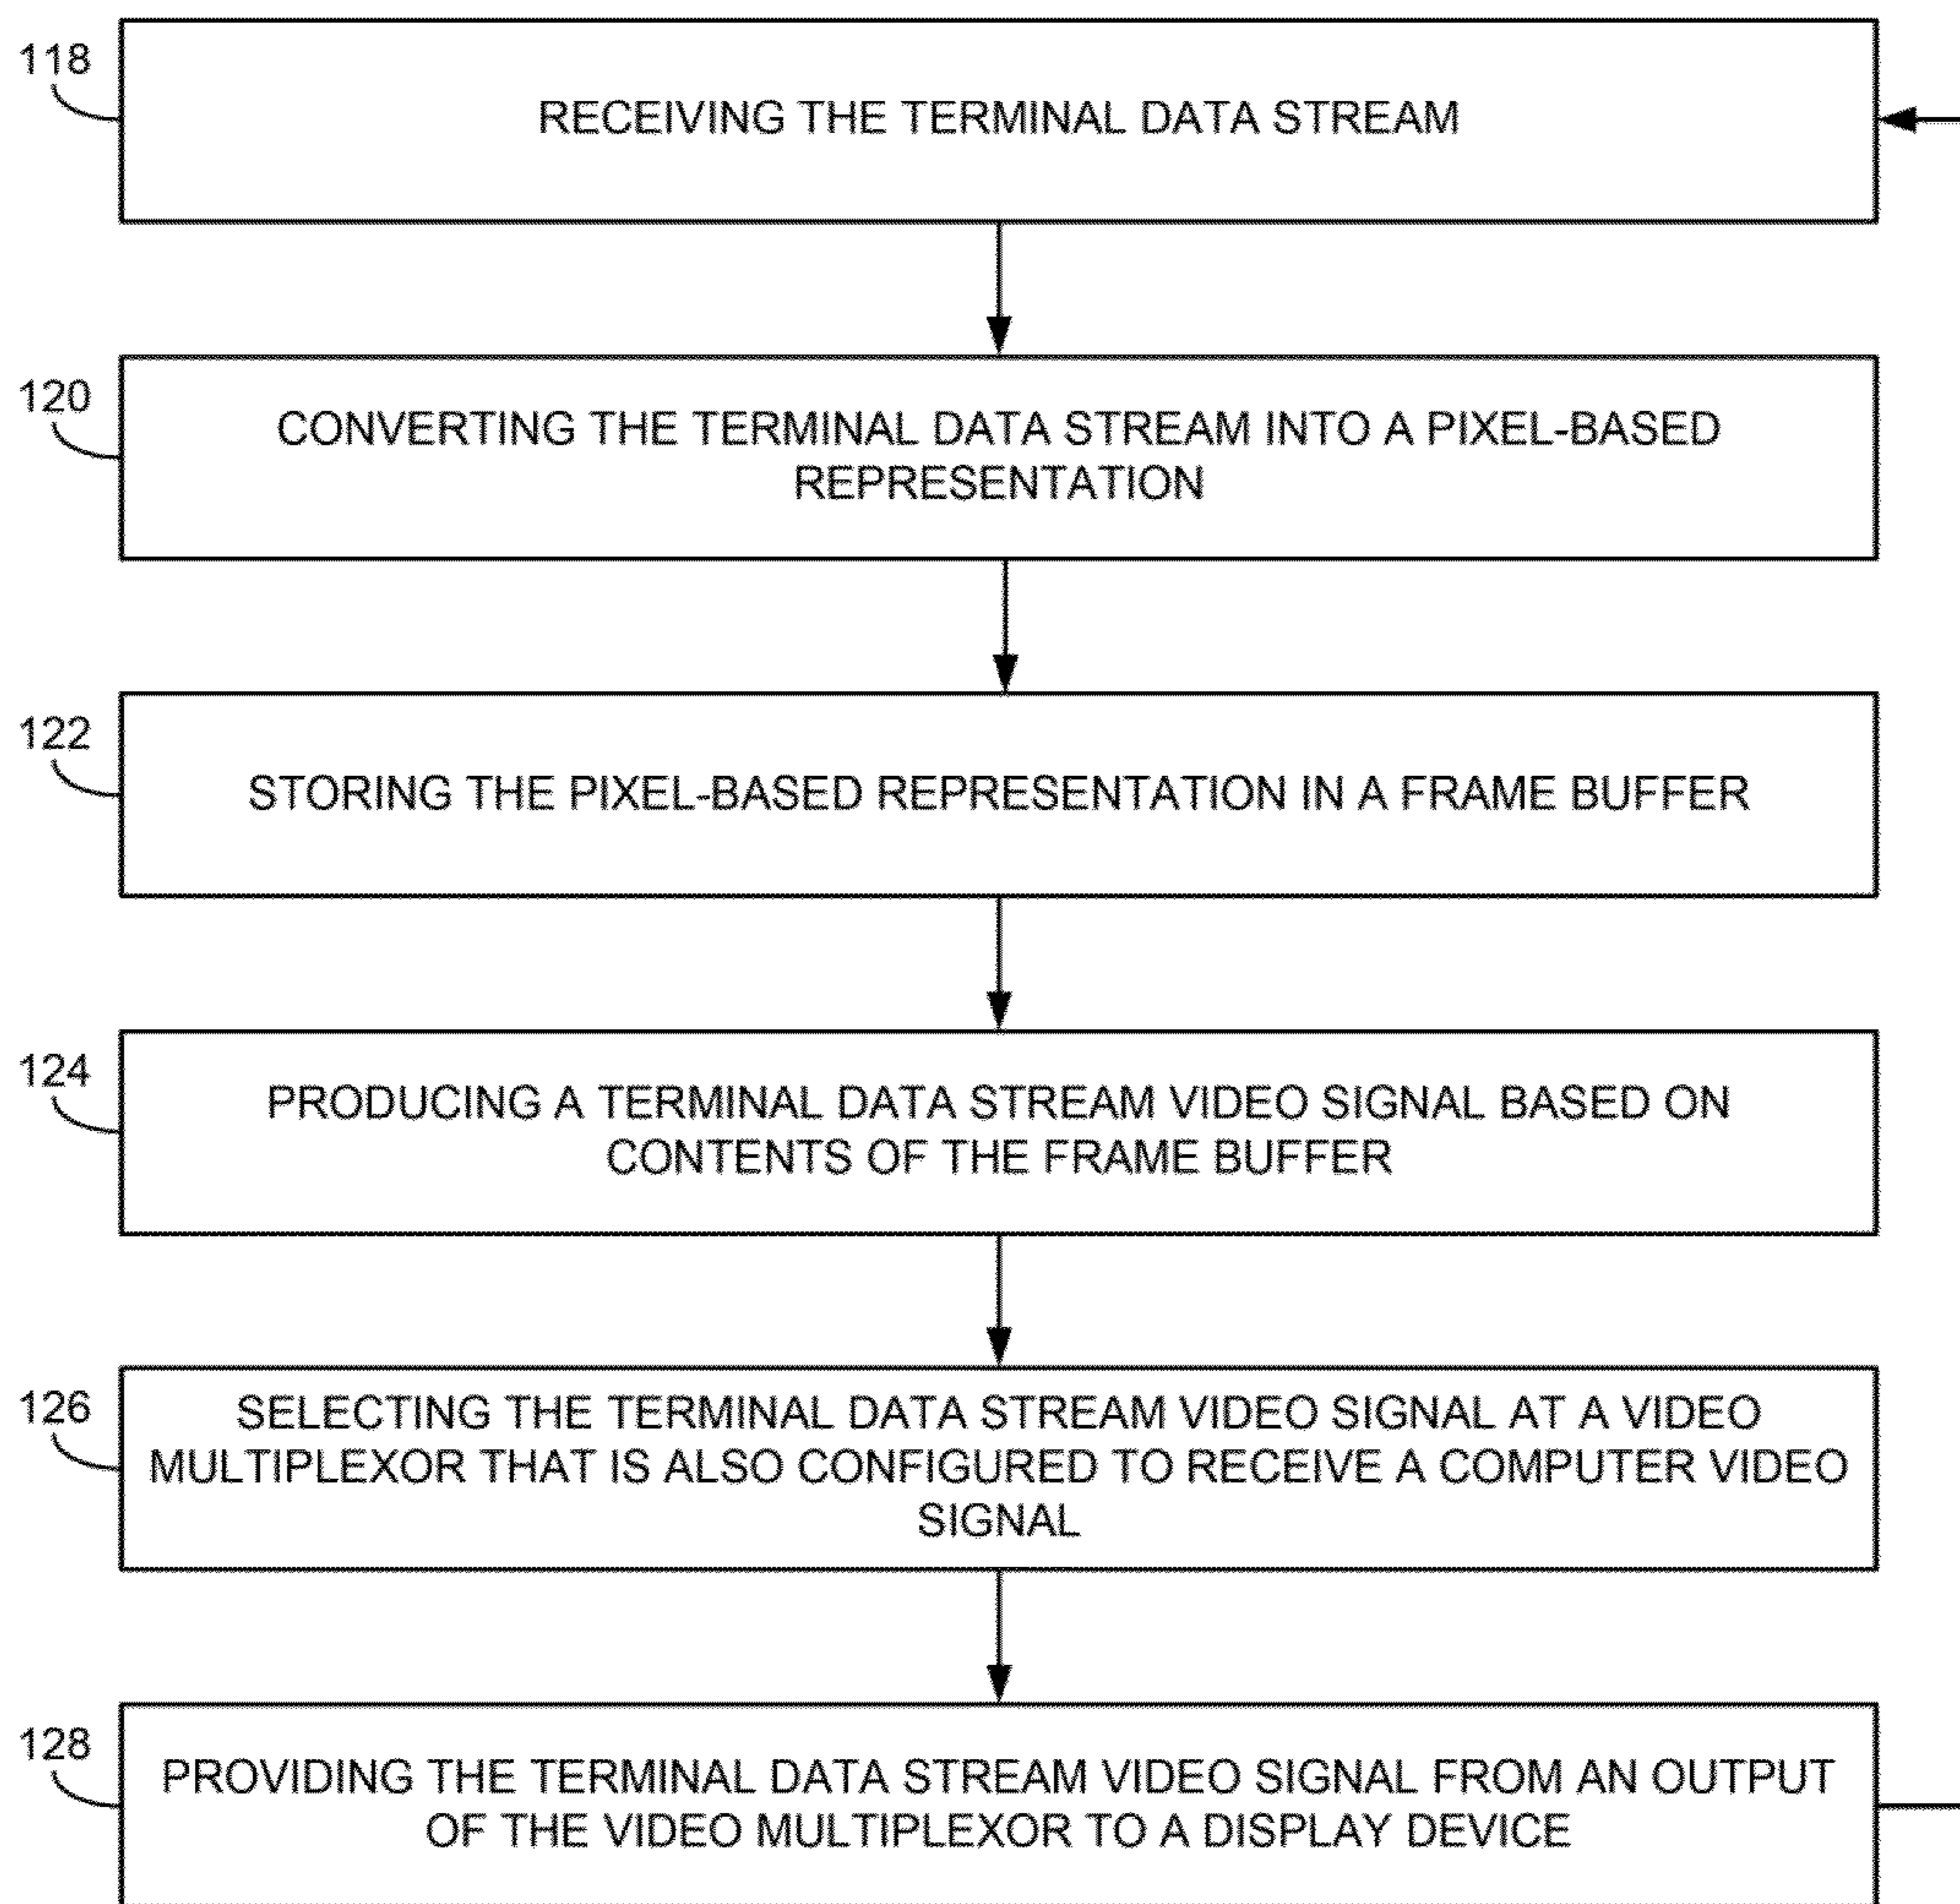 118
RECEIVING THE TERMINAL DATA STREAM
120
CONVERTING THE TERMINAL DATA STREAM INTO A PIXEL-BASED
REPRESENTATION
122
STORING THE PIXEL-BASED REPRESENTATION IN A FRAME BUFFER
124
PRODUCING A TERMINAL DATA STREAM VIDEO SIGNAL BASED ON
CONTENTS OF THE FRAME BUFFER
126
SELECTING THE TERMINAL DATA STREAM VIDEO SIGNAL AT A VIDEO
MULTIPLEXOR THAT IS ALSO CONFIGURED TO RECEIVE A COMPUTER VIDEO
SIGNAL
128
PROVIDING THE TERMINAL DATA STREAM VIDEO SIGNAL FROM AN OUTPUT
OF THE VIDEO MULTIPLEXOR TO A DISPLAY DEVICE